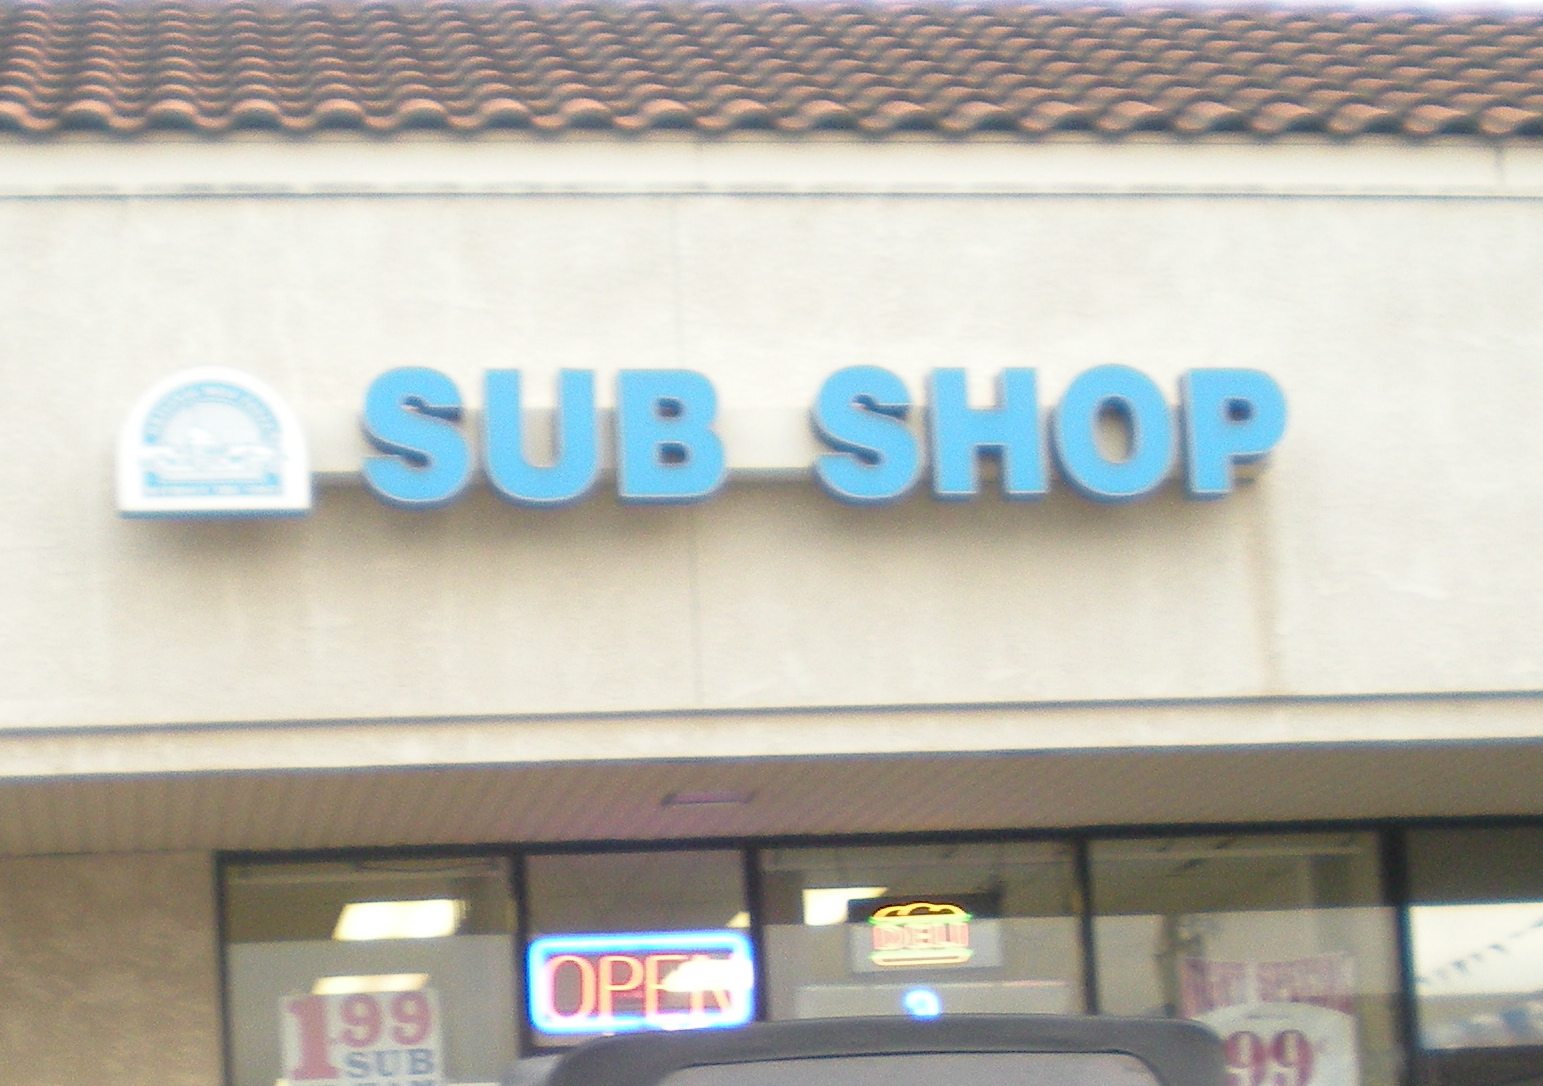 SUB SHOP
OPEN
DELI
1.99
SUB
99